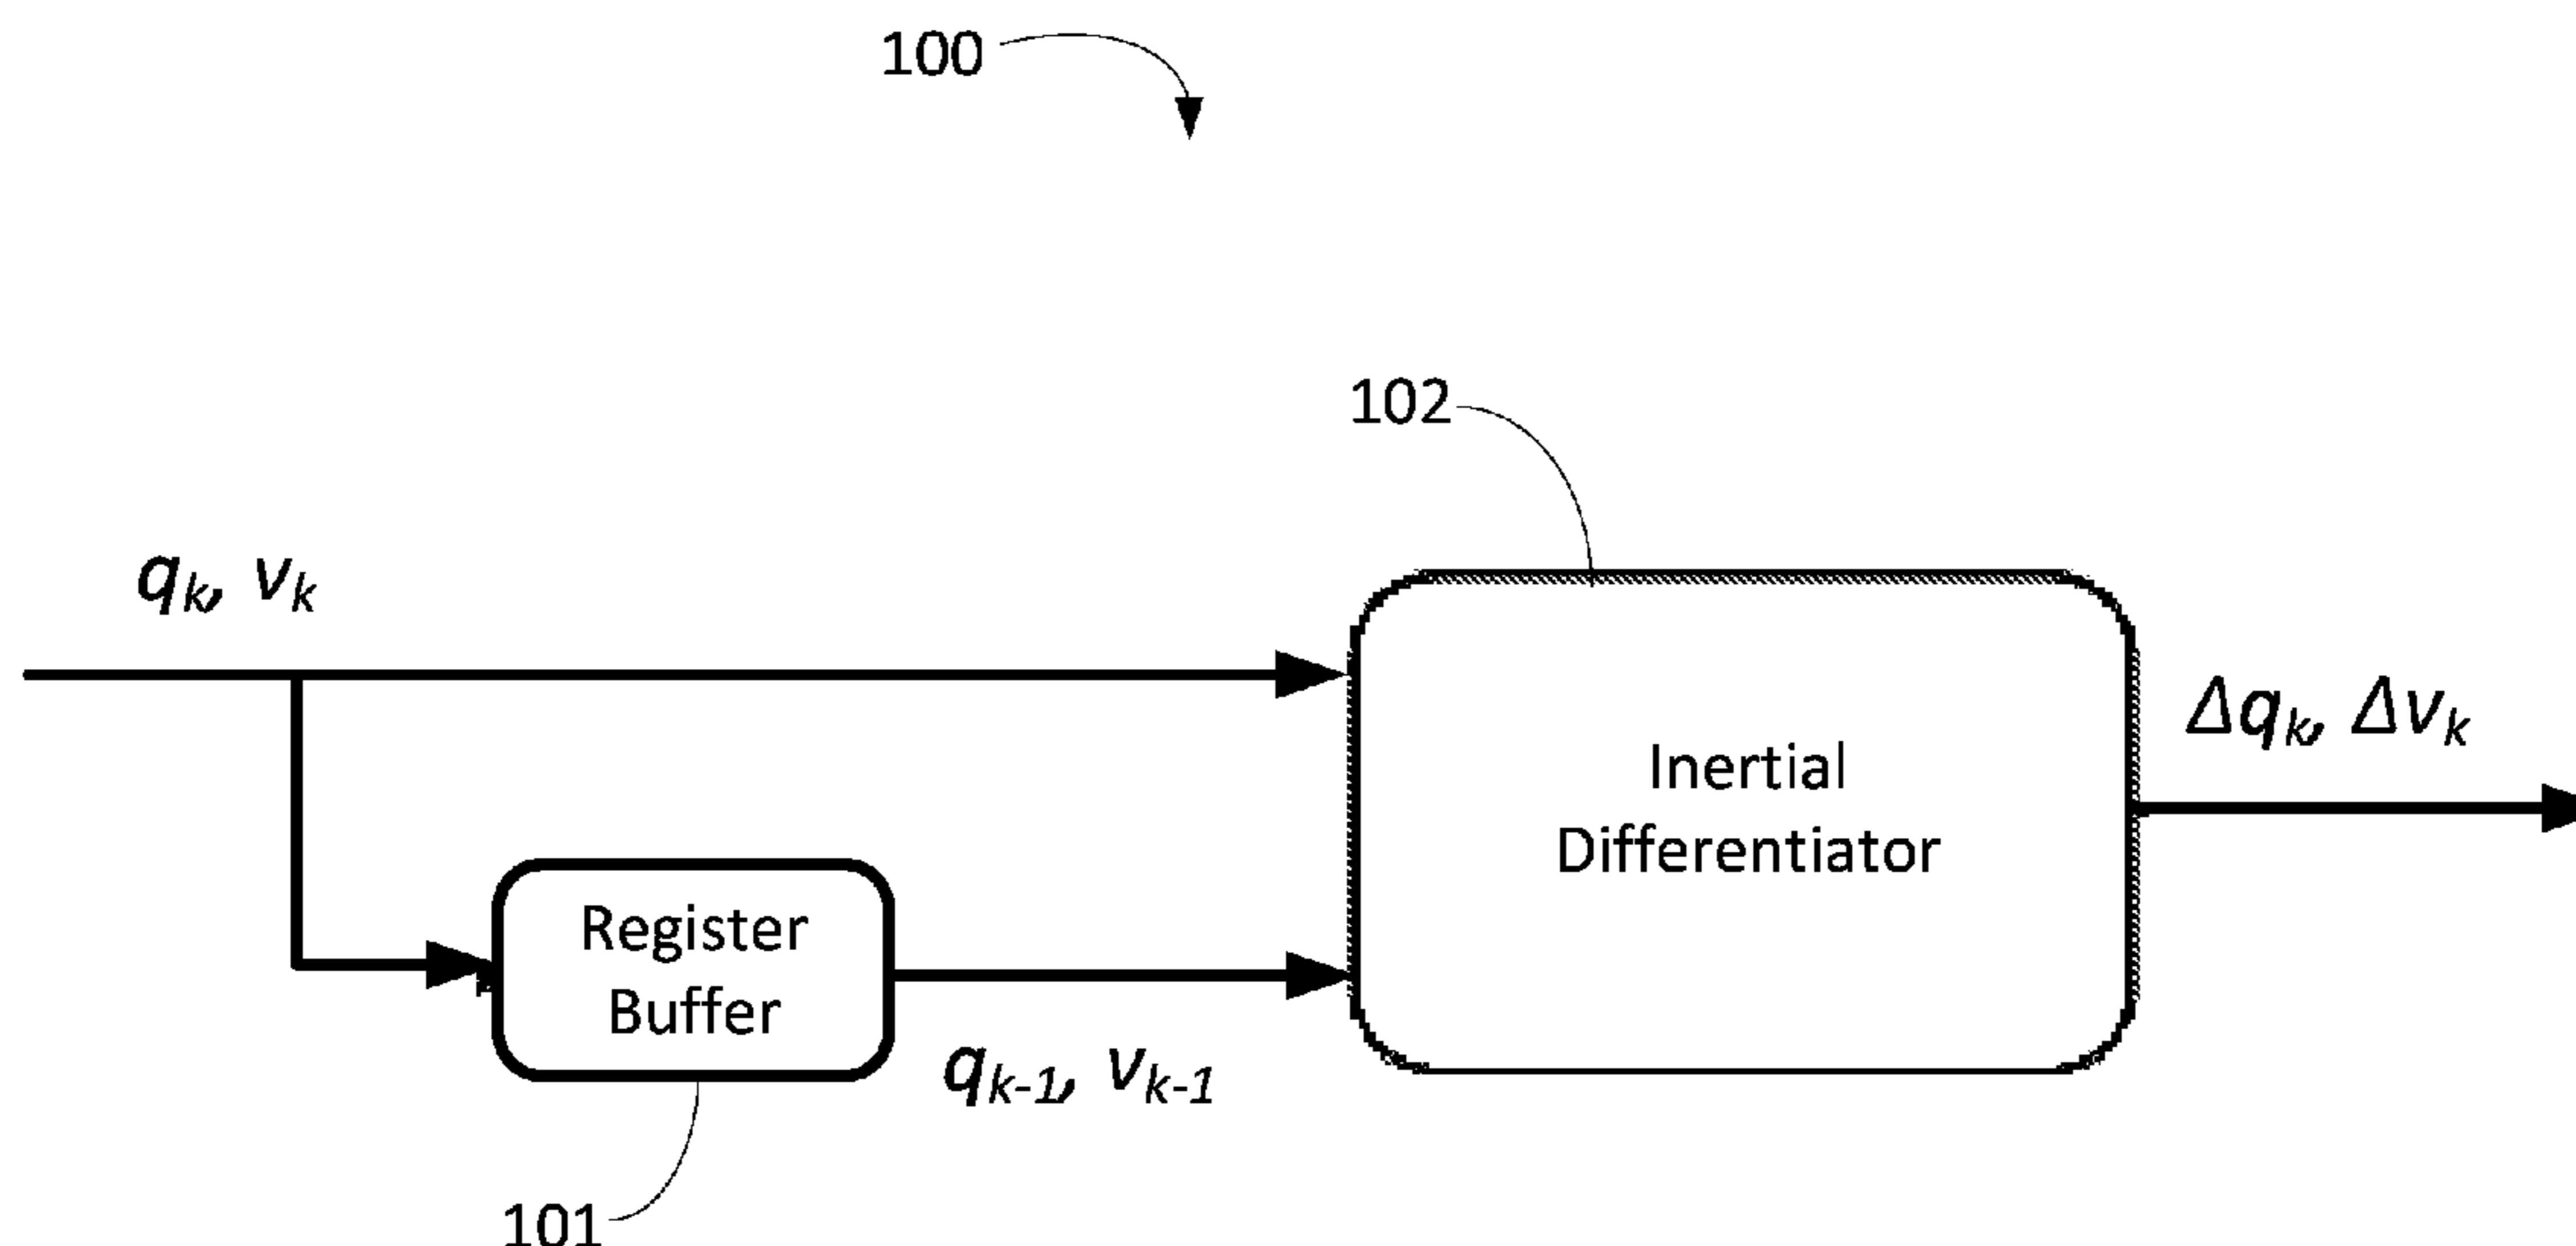 100
102
qk, vk
Δqk, Δvk
Inertial
Differentiator
Register
Buffer
qk-1, vk-1
101